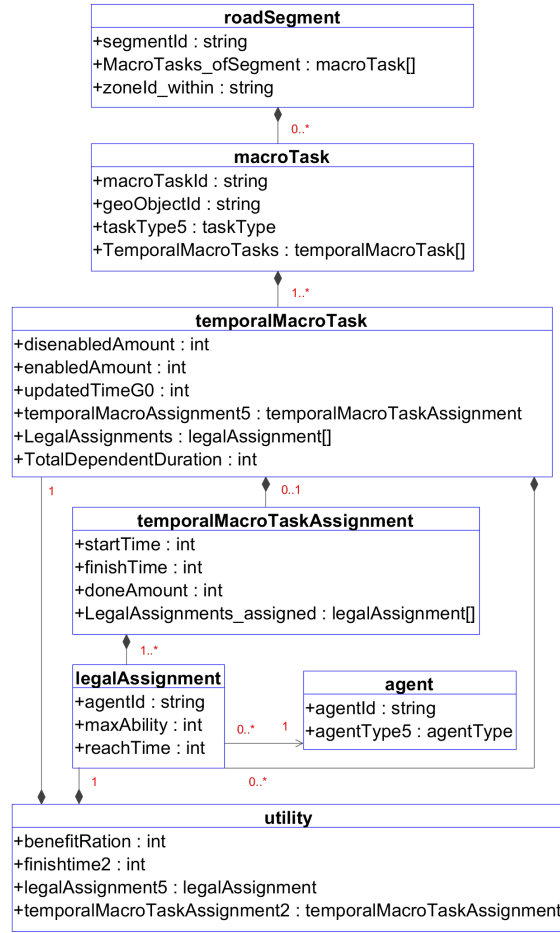 roadSegment
+segmentId : string
+MacroTasks_ofSegment : macroTask[]
+zoneId_within : string
0..*
macroTask
+macroTaskId : string
+geoObjectId : string
+taskType5 : taskType
+TemporalMacroTasks : temporalMacroTask[]
1..*
temporalMacroTask
+disenabledAmount : int
+enabledAmount : int
+updatedTimeG0 : int
+temporalMacroAssignment5 : temporalMacroTaskAssignment
+LegalAssignments : legalAssignment[]
+TotalDependentDuration : int
1
0..1
temporalMacroTaskAssignment
+startTime : int
+finishTime : int
+doneAmount : int
+LegalAssignments_assigned : legalAssignment[]
1..*
legalAssignment
+agentId : string
+maxAbility : int
+reachTime : int
0..*
1
agent
+agentId : string
+agentType5 : agentType
1
0..*
utility
+benefitRation : int
+finishtime2 : int
+legalAssignment5 : legalAssignment
+temporalMacroTaskAssignment2 : temporalMacroTaskAssignment